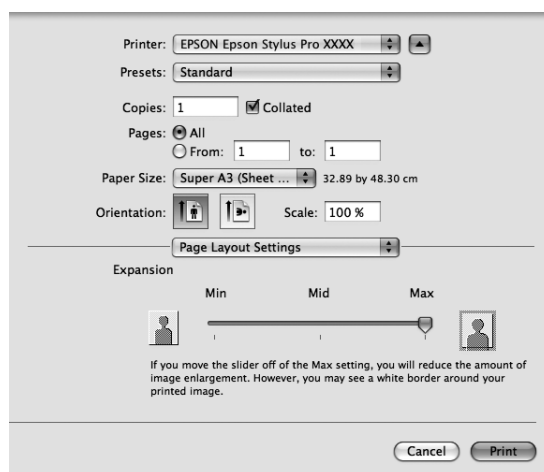 Printer: EPSON Epson Stylus Pro XXXX
Presets: Standard
Copies: 1 Collated
Pages: All
From: 1 to: 1
Paper Size: Super A3 (Sheet ... 32.89 by 48.30 cm
Orientation: Scale: 100 %
Page Layout Settings
Expansion
Min Mid Max
If you move the slider off of the Max setting, you will reduce the amount of
image enlargement. However, you may see a white border around your
printed image.
Cancel Print